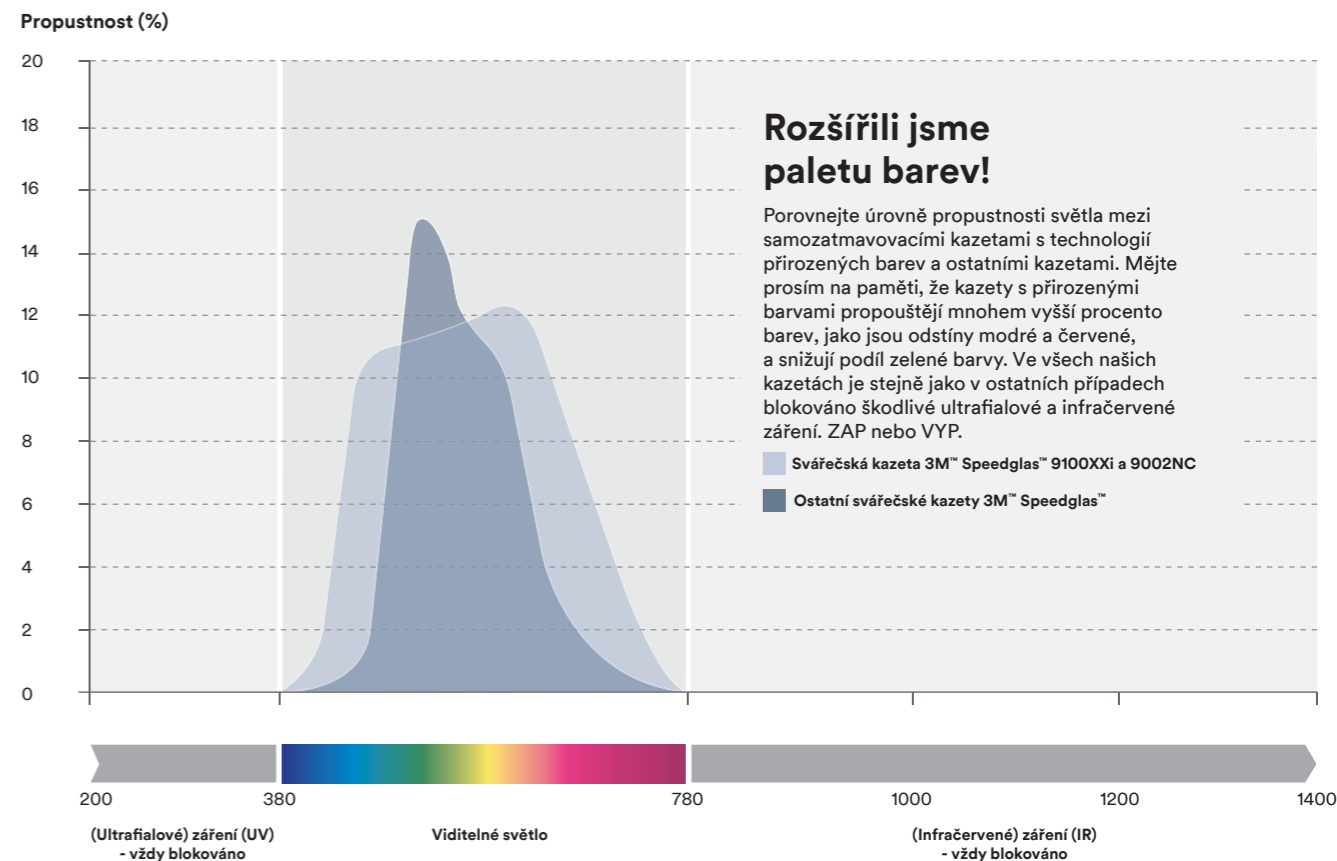 Propustnost (%)
20
18
16
14
12
10
8
6
4
2
0
Rozšířili jsme
paletu barev!
Porovnejte úrovně propustnosti světla mezi
samozatmavovacími kazetami s technologií
přirozených barev a ostatními kazetami. Mějte
prosím na paměti, že kazety s přirozenými
barvami propouštějí mnohem vyšší procento
barev, jako jsou odstíny modré a červené,
a snižují podíl zelené barvy. Ve všech našich
kazetách je stejně jako v ostatních případech
blokováno škodlivé ultrafialové a infračervené
záření. ZAP nebo VYP.
Svářečská kazeta 3M™ Speedglas™ 9100XXi a 9002NC
Ostatní svářečské kazety 3M™ Speedglas™
200 380 780 1000 1200 1400
(Ultrafialové) záření (UV)
- vždy blokováno
Viditelné světlo
(Infračervené) záření (IR)
- vždy blokováno